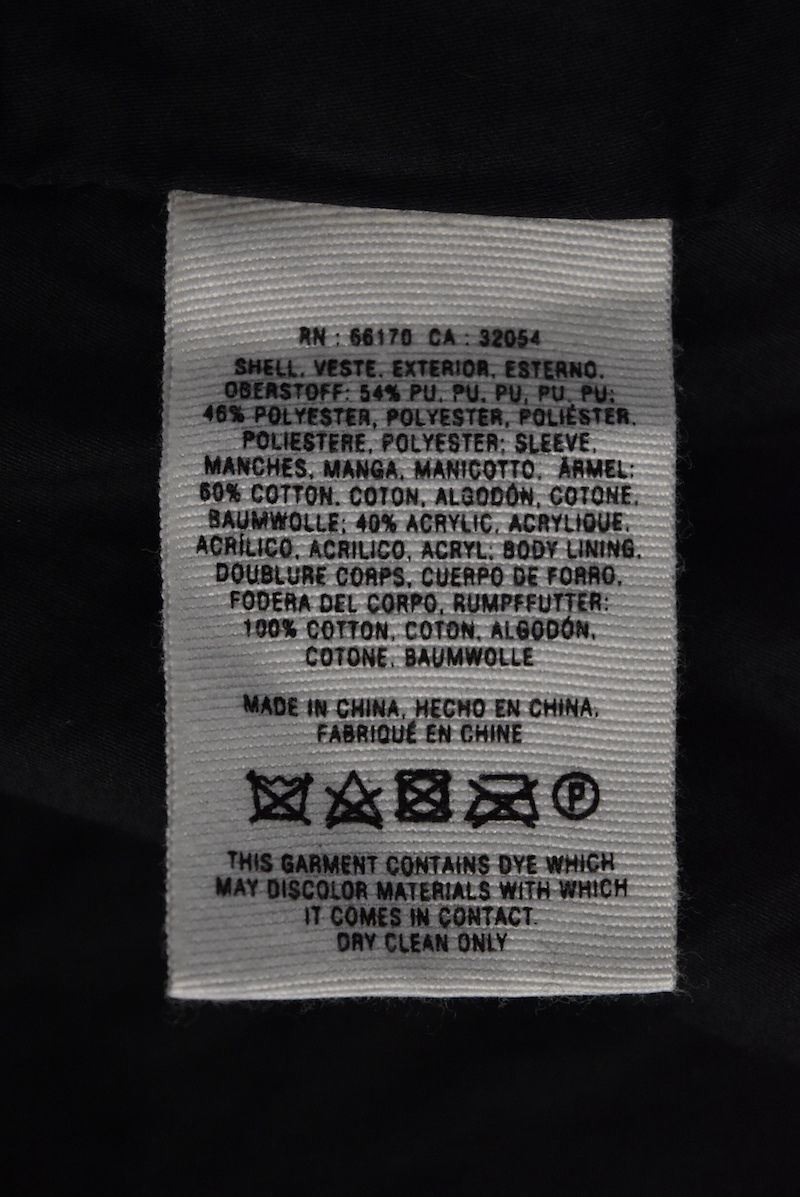 RN : 66170 CA : 32054
SHELL, VESTE, EXTERIOR, ESTERNO,
OBERSTOFF: 54% PU, PU, PU, PU, PU;
46% POLYESTER, POLYESTER, POLIÉSTER,
POLIESTERE, POLYESTER; SLEEVE,
MANCHES, MANGA, MANICOTTO, ÄRMEL:
60% COTTON, COTON, ALGODÓN, COTONE,
BAUMWOLLE; 40% ACRYLIC, ACRYLIQUE,
ACRÍLICO, ACRILICO, ACRYL; BODY LINING,
DOUBLURE CORPS, CUERPO DE FORRO,
FODERA DEL CORPO, RUMPFFUTTER:
100% COTTON, COTON, ALGODÓN,
COTONE, BAUMWOLLE
MADE IN CHINA, HECHO EN CHINA,
FABRIQUÉ EN CHINE
P
THIS GARMENT CONTAINS DYE WHICH
MAY DISCOLOR MATERIALS WITH WHICH
IT COMES IN CONTACT.
DRY CLEAN ONLY